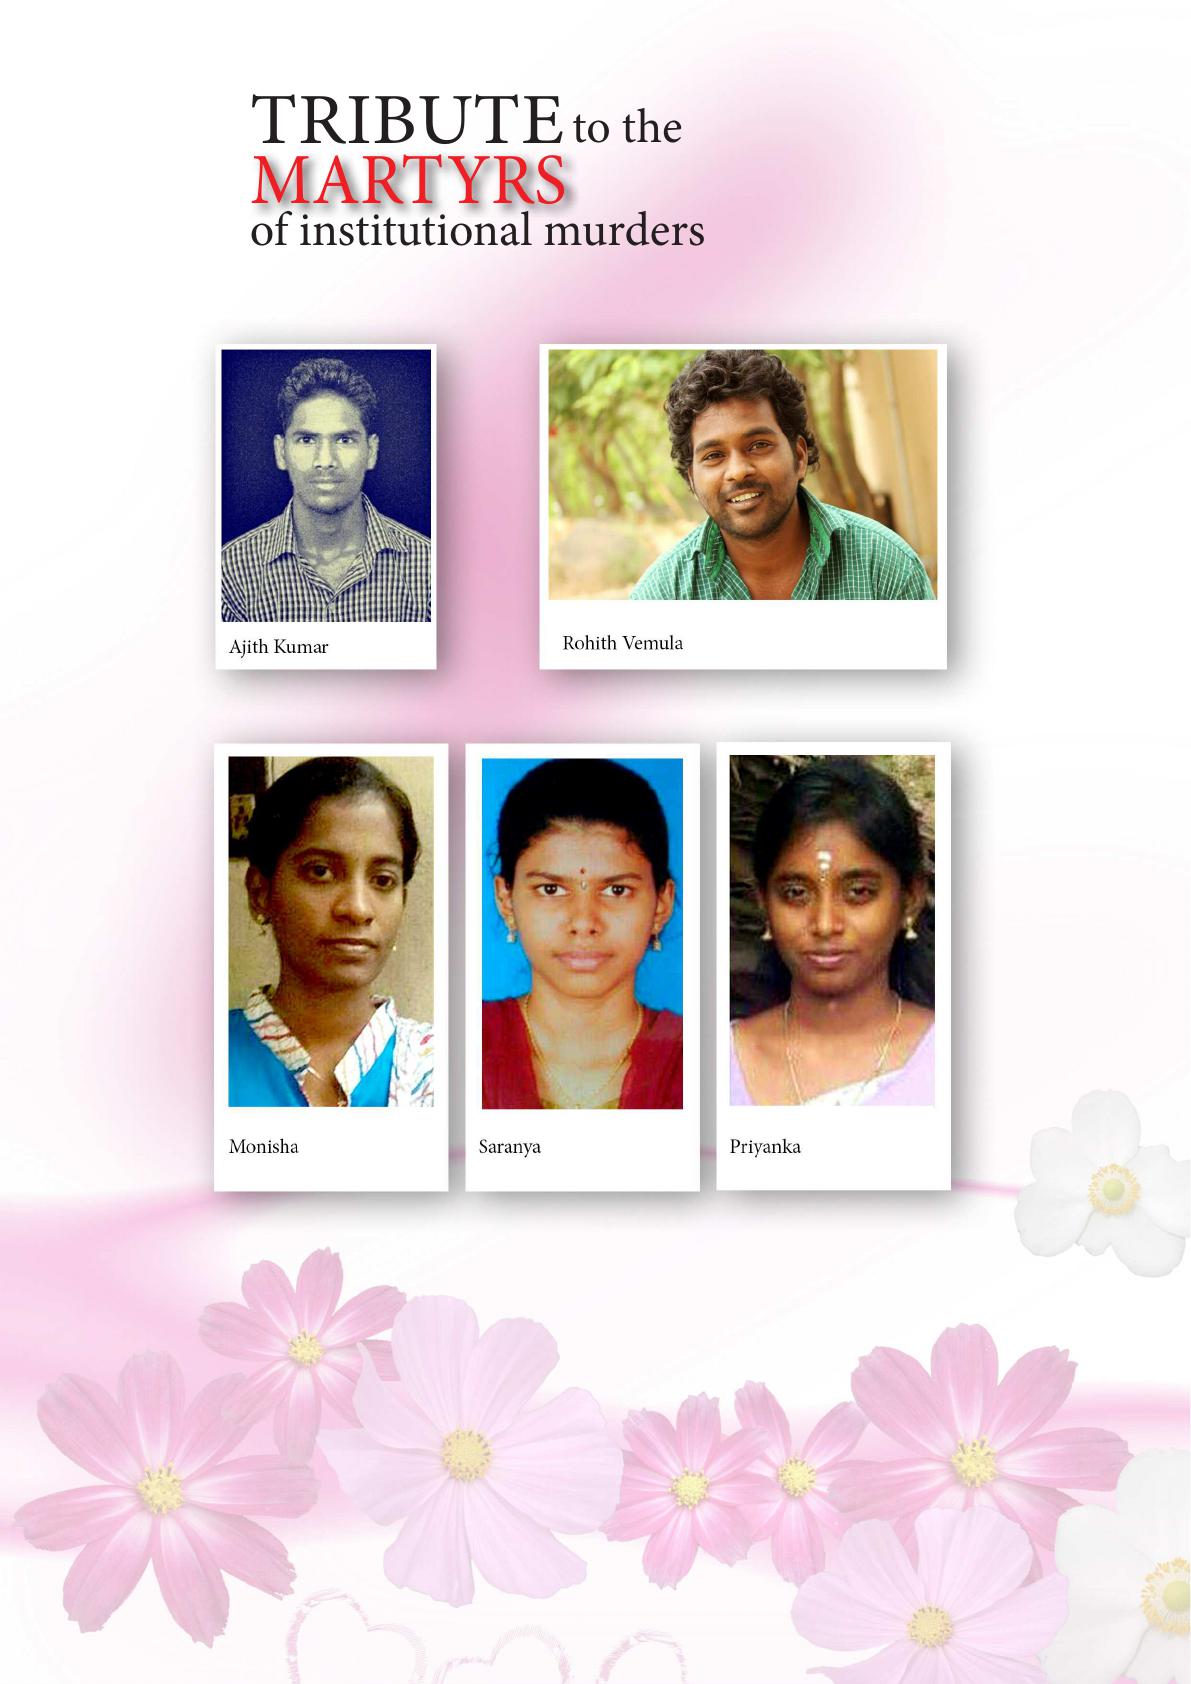 TRIBUTE to the
MARTYRS
of institutional murders
Ajith Kumar
Rohith Vemula
Monisha
Saranya
Priyanka